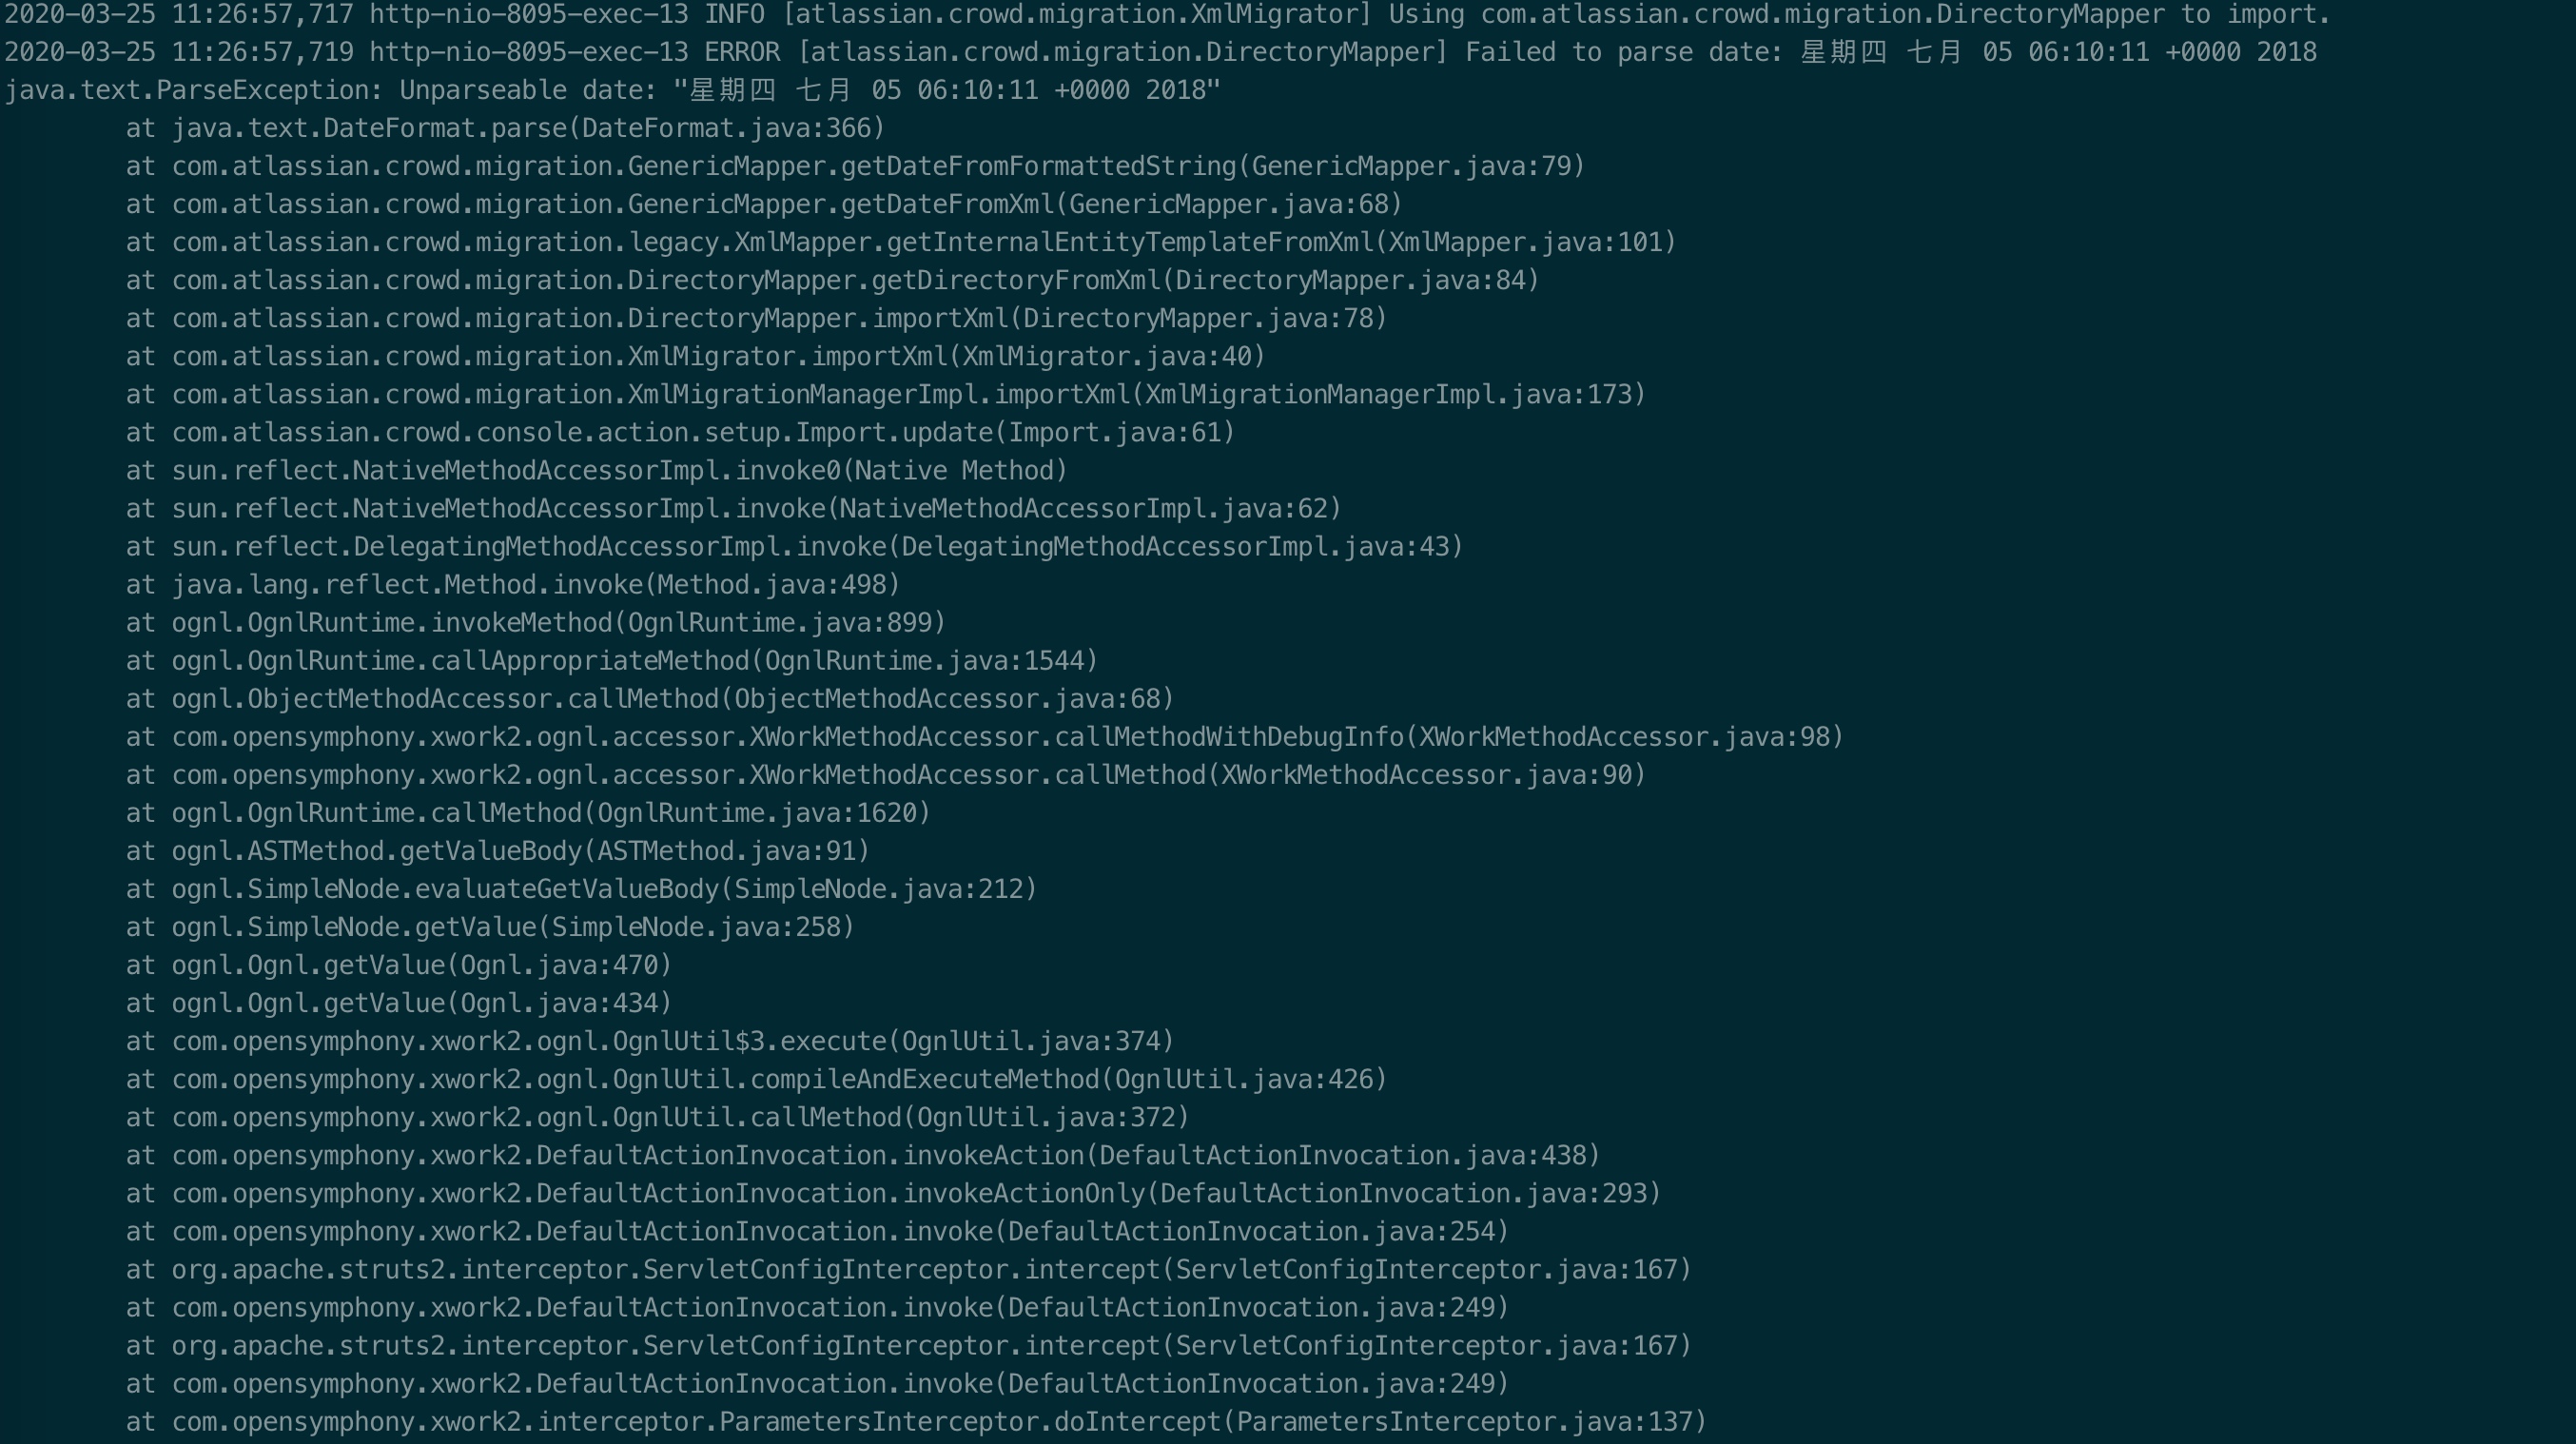 2020-03-25 11:26:57,717 http-nio-8095-exec-13 INFO [atlassian.crowd.migration.XmlMigrator] Using com.atlassian.crowd.migration.DirectoryMapper to import.
2020-03-25 11:26:57,719 http-nio-8095-exec-13 ERROR [atlassian.crowd.migration.DirectoryMapper] Failed to parse date: 星期四 七月 05 06:10:11 +0000 2018
java.text.ParseException: Unparseable date: "星期四 七月 05 06:10:11 +0000 2018"
at java.text.DateFormat.parse(DateFormat.java:366)
at com.atlassian.crowd.migration.GenericMapper.getDateFromFormattedString(GenericMapper.java:79)
at com.atlassian.crowd.migration.GenericMapper.getDateFromXml(GenericMapper.java:68)
at com.atlassian.crowd.migration.legacy.XmlMapper.getInternalEntityTemplateFromXml(XmlMapper.java:101)
at com.atlassian.crowd.migration.DirectoryMapper.getDirectoryFromXml(DirectoryMapper.java:84)
at com.atlassian.crowd.migration.DirectoryMapper.importXml(DirectoryMapper.java:78)
at com.atlassian.crowd.migration.XmlMigrator.importXml(XmlMigrator.java:40)
at com.atlassian.crowd.migration.XmlMigrationManagerImpl.importXml(XmlMigrationManagerImpl.java:173)
at com.atlassian.crowd.console.action.setup.Import.update(Import.java:61)
at sun.reflect.NativeMethodAccessorImpl.invoke0(Native Method)
at sun.reflect.NativeMethodAccessorImpl.invoke(NativeMethodAccessorImpl.java:62)
at sun.reflect.DelegatingMethodAccessorImpl.invoke(DelegatingMethodAccessorImpl.java:43)
at java.lang.reflect.Method.invoke(Method.java:498)
at ognl.OgnlRuntime.invokeMethod(OgnlRuntime.java:899)
at ognl.OgnlRuntime.callAppropriateMethod(OgnlRuntime.java:1544)
at ognl.ObjectMethodAccessor.callMethod(ObjectMethodAccessor.java:68)
at com.opensymphony.xwork2.ognl.accessor.XWorkMethodAccessor.callMethodWithDebugInfo(XWorkMethodAccessor.java:98)
at com.opensymphony.xwork2.ognl.accessor.XWorkMethodAccessor.callMethod(XWorkMethodAccessor.java:90)
at ognl.OgnlRuntime.callMethod(OgnlRuntime.java:1620)
at ognl.ASTMethod.getValueBody(ASTMethod.java:91)
at ognl.SimpleNode.evaluateGetValueBody(SimpleNode.java:212)
at ognl.SimpleNode.getValue(SimpleNode.java:258)
at ognl.Ognl.getValue(Ognl.java:470)
at ognl.Ognl.getValue(Ognl.java:434)
at com.opensymphony.xwork2.ognl.OgnlUtil$3.execute(OgnlUtil.java:374)
at com.opensymphony.xwork2.ognl.OgnlUtil.compileAndExecuteMethod(OgnlUtil.java:426)
at com.opensymphony.xwork2.ognl.OgnlUtil.callMethod(OgnlUtil.java:372)
at com.opensymphony.xwork2.DefaultActionInvocation.invokeAction(DefaultActionInvocation.java:438)
at com.opensymphony.xwork2.DefaultActionInvocation.invokeActionOnly(DefaultActionInvocation.java:293)
at com.opensymphony.xwork2.DefaultActionInvocation.invoke(DefaultActionInvocation.java:254)
at org.apache.struts2.interceptor.ServletConfigInterceptor.intercept(ServletConfigInterceptor.java:167)
at com.opensymphony.xwork2.DefaultActionInvocation.invoke(DefaultActionInvocation.java:249)
at org.apache.struts2.interceptor.ServletConfigInterceptor.intercept(ServletConfigInterceptor.java:167)
at com.opensymphony.xwork2.DefaultActionInvocation.invoke(DefaultActionInvocation.java:249)
at com.opensymphony.xwork2.interceptor.ParametersInterceptor.doIntercept(ParametersInterceptor.java:137)